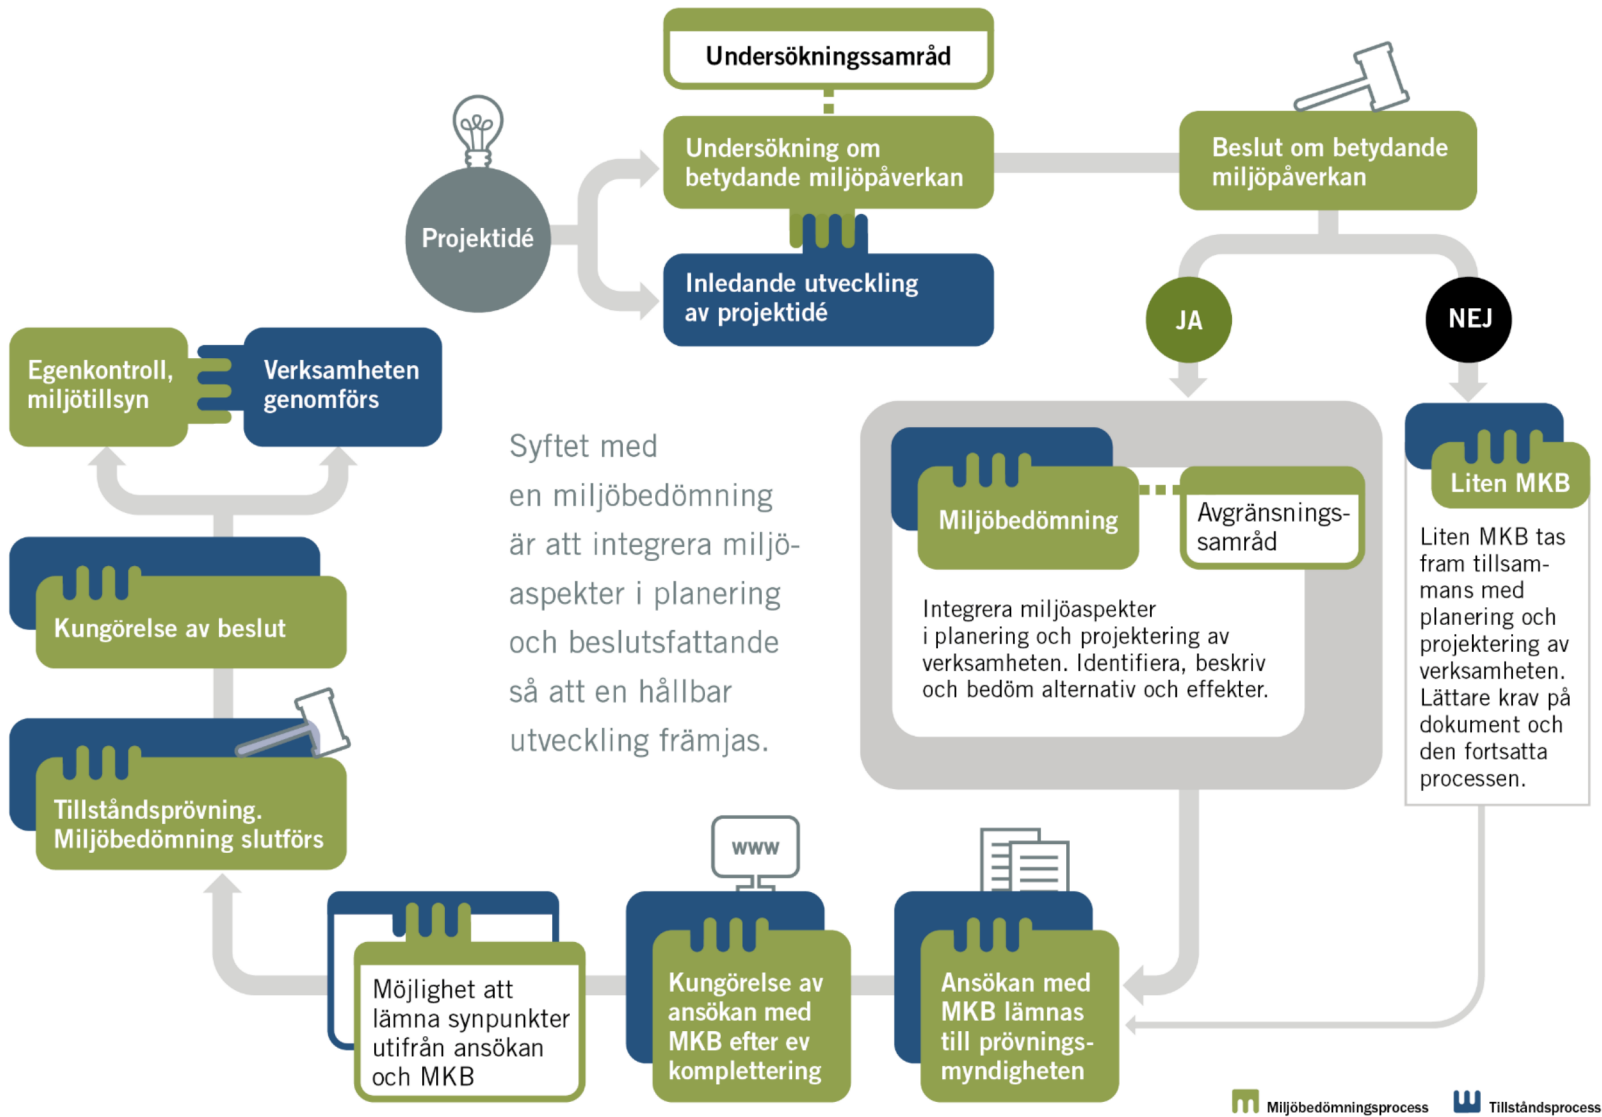 Undersökningssamråd
Undersökning om
betydande miljöpåverkan
Beslut om betydande
miljöpåverkan
Projektidé
Inledande utveckling
av projektidé
JA
NEJ
Egenkontroll,
miljötillsyn
Verksamheten
genomförs
Syftet med
en miljöbedömning
är att integrera miljö-
aspekter i planering
och beslutsfattande
så att en hållbar
utveckling främjas.
Miljöbedömning
Avgränsnings-
samråd
Integrera miljöaspekter
i planering och projektering av
verksamheten. Identifiera, beskriv
och bedöm alternativ och effekter.
Liten MKB
Liten MKB tas
fram tillsam-
mans med
planering och
projektering av
verksamheten.
Lättare krav på
dokument och
den fortsatta
processen.
Kungörelse av beslut
Tillståndsprövning.
Miljöbedömning slutförs
www
Möjlighet att
lämna synpunkter
utifrån ansökan
och MKB
Kungörelse av
ansökan med
MKB efter ev
komplettering
Ansökan med
MKB lämnas
till prövnings-
myndigheten
Miljöbedömningsprocess
Tillståndsprocess